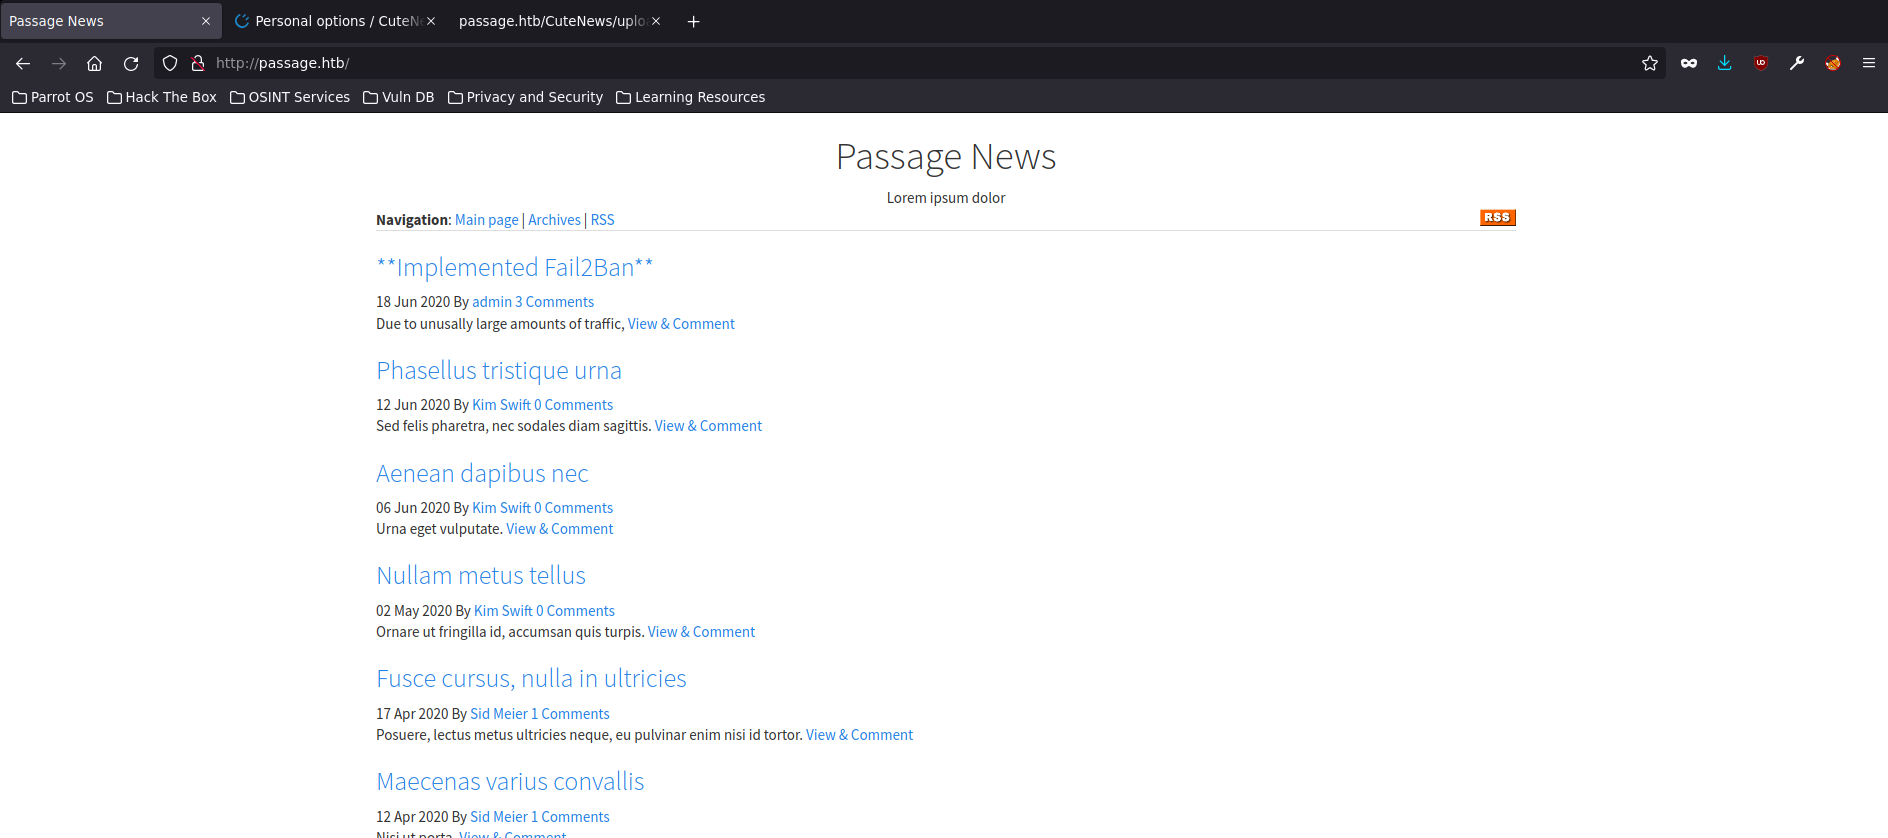 Passage News
Personal options / CuteN
passage.htb/CuteNews/uplo
http://passage.htb/
Parrot OS Hack The Box OSINT Services Vuln DB Privacy and Security Learning Resources
Passage News
Lorem ipsum dolor
Navigation: Main page | Archives | RSS
RSS
**Implemented Fail2Ban**
18 Jun 2020 By admin 3 Comments
Due to unusally large amounts of traffic, View & Comment
Phasellus tristique urna
12 Jun 2020 By Kim Swift 0 Comments
Sed felis pharetra, nec sodales diam sagittis. View & Comment
Aenean dapibus nec
06 Jun 2020 By Kim Swift 0 Comments
Urna eget vulputate. View & Comment
Nullam metus tellus
02 May 2020 By Kim Swift 0 Comments
Ornare ut fringilla id, accumsan quis turpis. View & Comment
Fusce cursus, nulla in ultricies
17 Apr 2020 By Sid Meier 1 Comments
Posuere, lectus metus ultricies neque, eu pulvinar enim nisi id tortor. View & Comment
Maecenas varius convallis
12 Apr 2020 By Sid Meier 1 Comments
Nisi ut porta. View & Comment